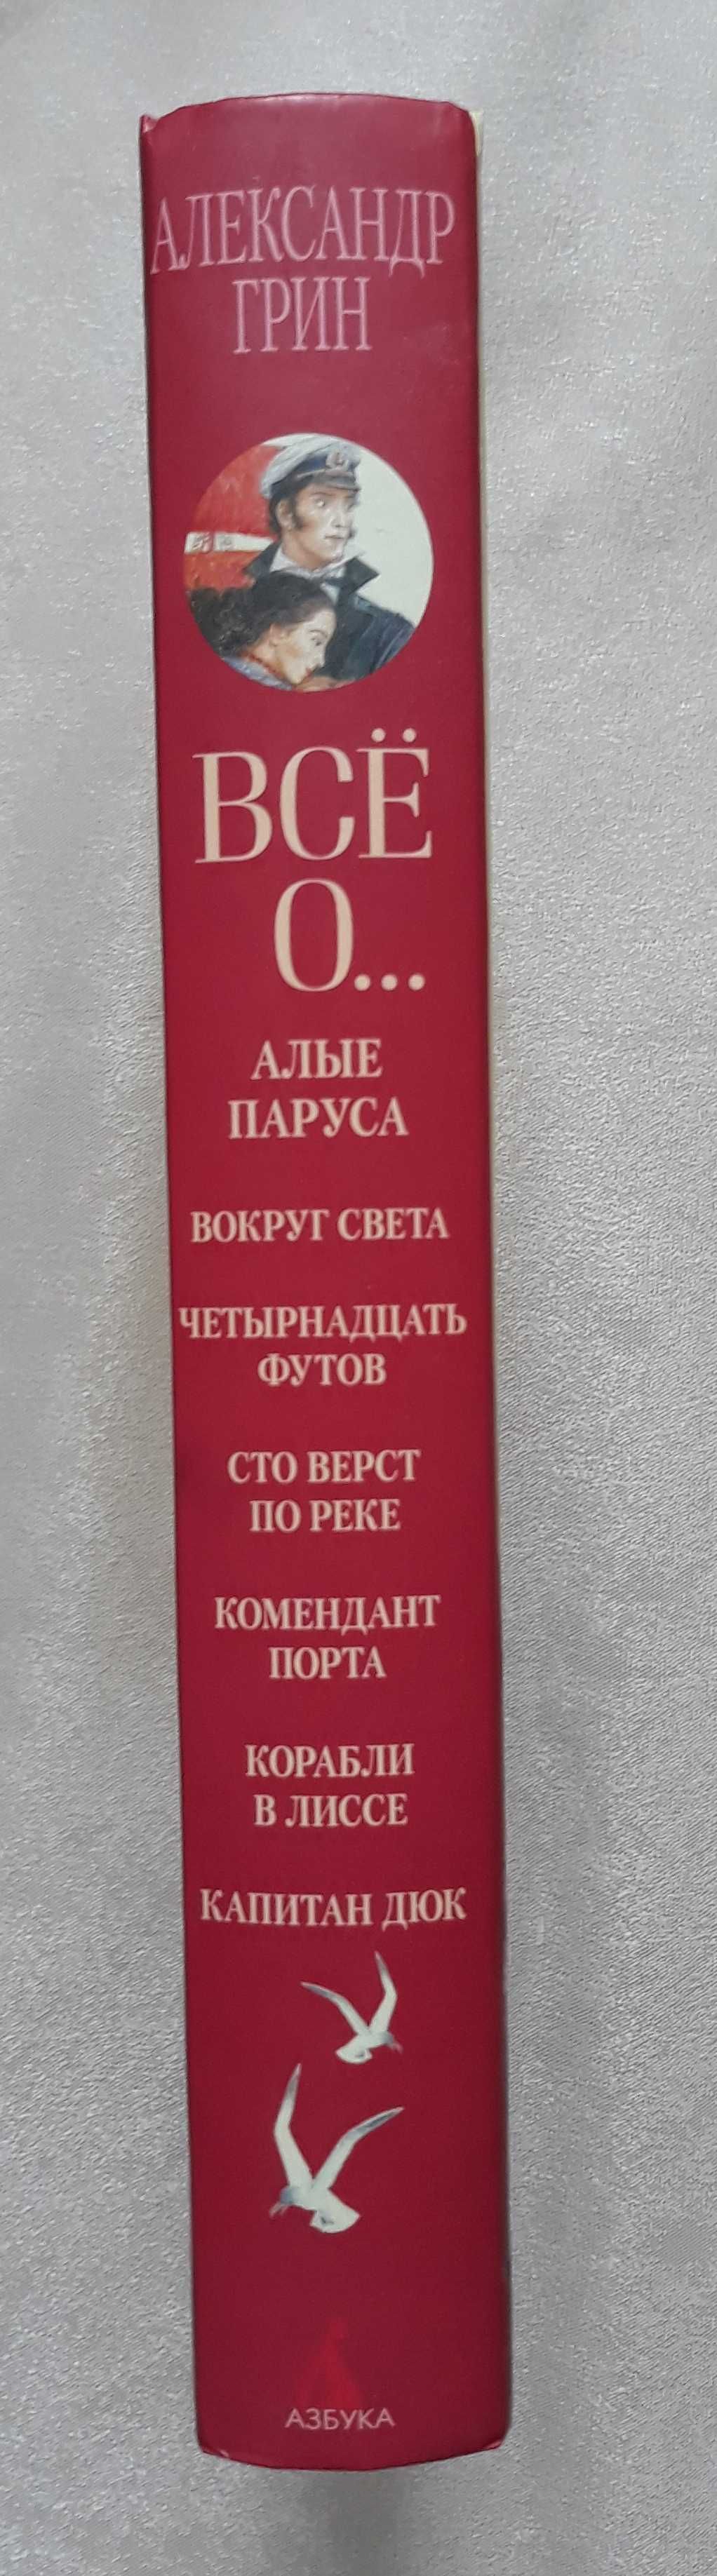 АЛЕКСАНДР
ГРИН
ВСЁ
О...
АЛЫЕ
ПАРУСА
ВОКРУГ СВЕТА
ЧЕТЫРНАДЦАТЬ
ФУТОВ
СТО ВЕРСТ
ПО РЕКЕ
КОМЕНДАНТ
ПОРТА
КОРАБЛИ
В ЛИССЕ
КАПИТАН ДЮК
АЗБУКА